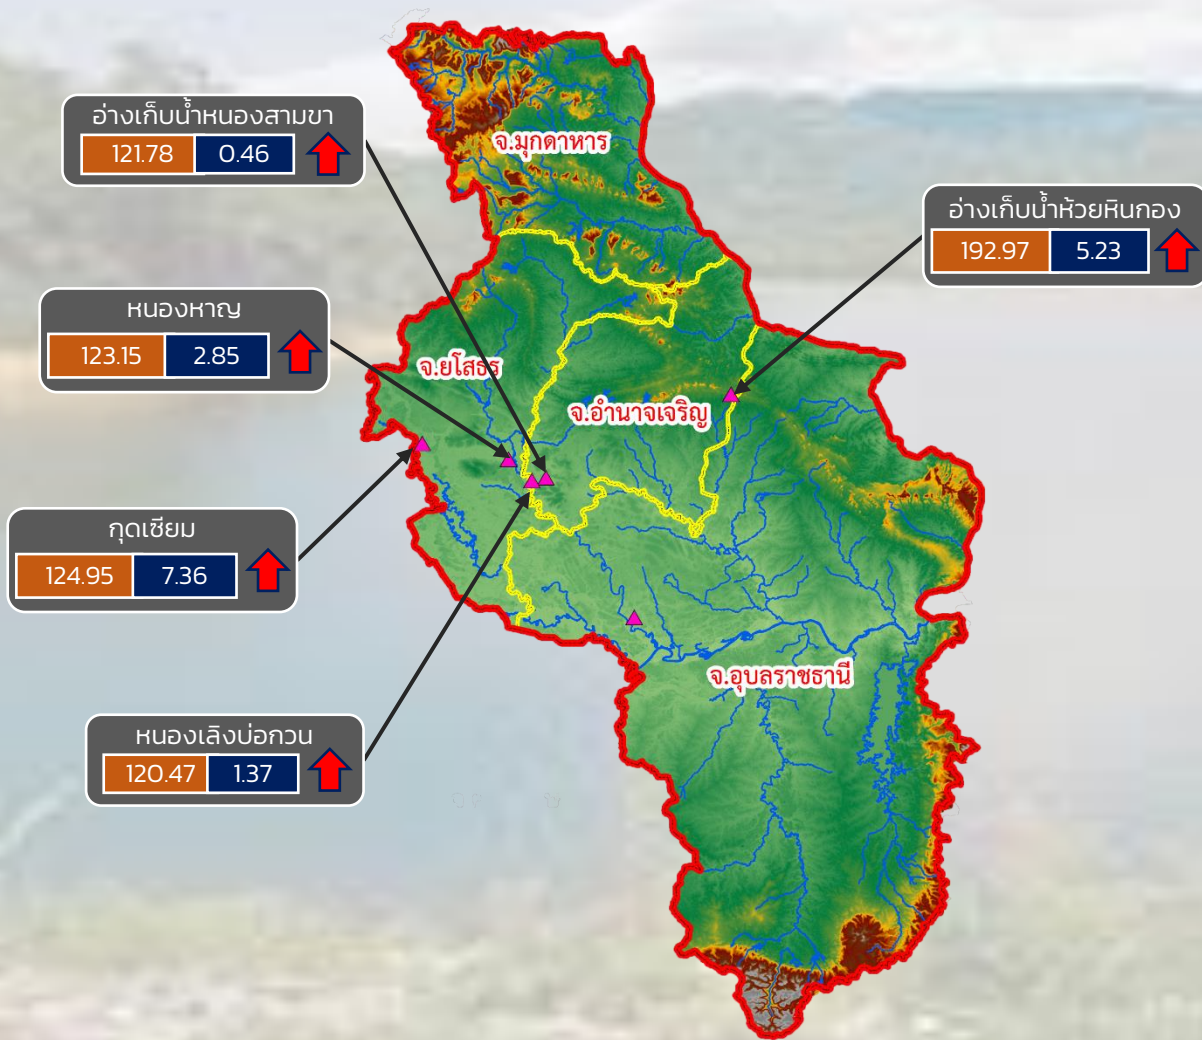 อ่างเก็บน้ำหนองสามขา
121.78 0.46
จ.มุกดาหาร
อ่างเก็บน้ำห้วยหินกอง
192.97 5.23
หนองหาญ
123.15 2.85
จ.ยโสธร
จ.อำนาจเจริญ
กุดเซียม
124.95 7.36
จ.อุบลราชธานี
หนองเลิงบ่อกวน
120.47 1.37